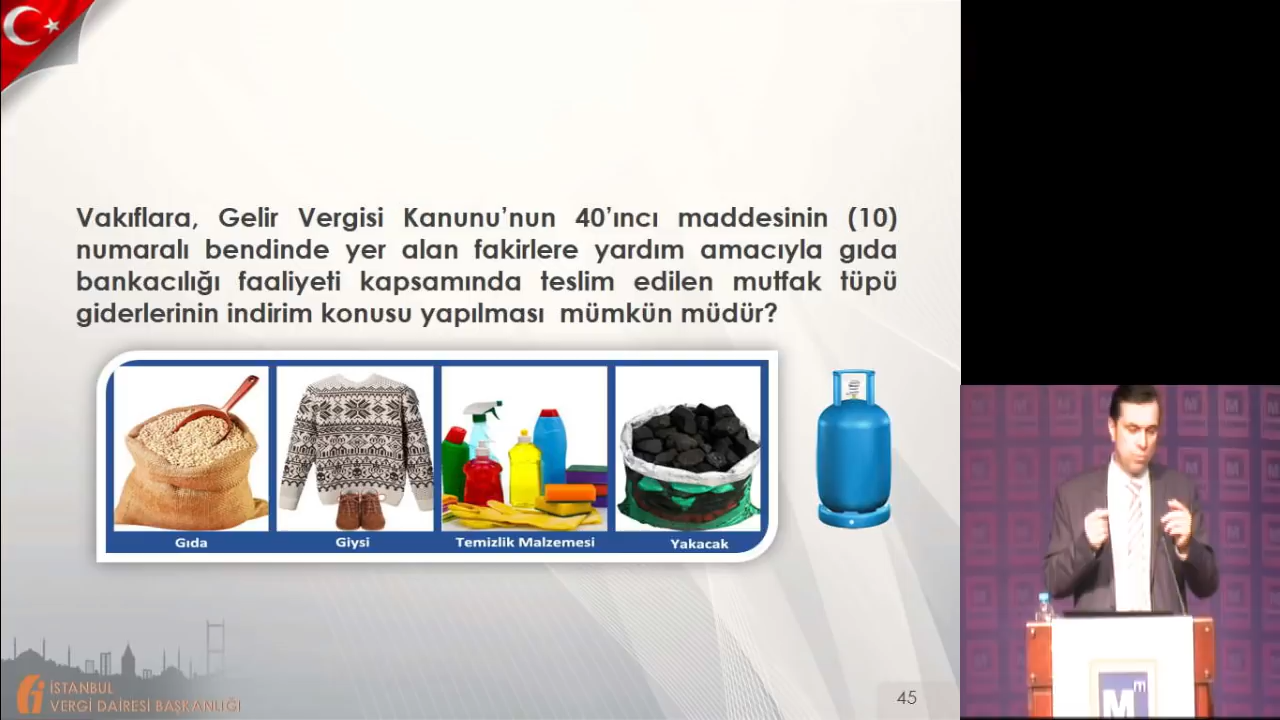 Vakıflara, Gelir Vergisi Kanunu’nun 40’ıncı maddesinin (10)
numaralı bendinde yer alan fakirlere yardım amacıyla gıda
bankacılığı faaliyeti kapsamında teslim edilen mutfak tüpü
giderlerinin indirim konusu yapılması mümkün müdür?
Gıda
Giysi
Temizlik Malzemesi
Yakacak
İSTANBUL
VERGİ DAİRESİ BAŞKANLIĞI
45
M
m